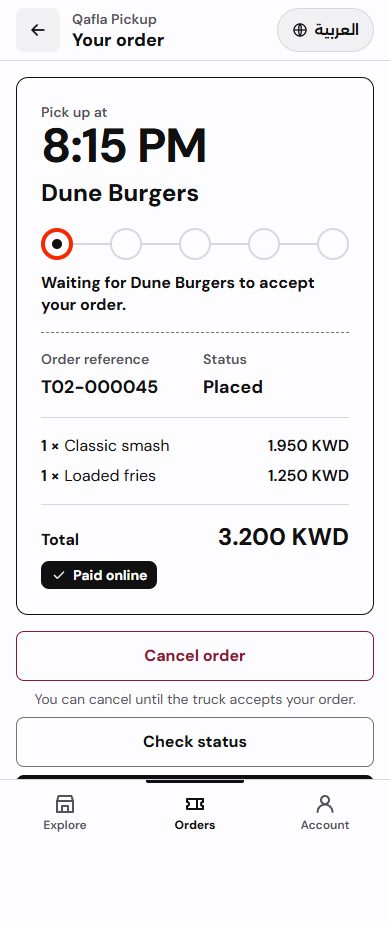 Qafla Pickup
Your order
العربية
Pick up at
8:15 PM
Dune Burgers
Waiting for Dune Burgers to accept
your order.
Order reference
Status
T02-000045
Placed
1 × Classic smash
1.950 KWD
1 × Loaded fries
1.250 KWD
Total
3.200 KWD
Paid online
Cancel order
You can cancel until the truck accepts your order.
Check status
Explore
Orders
Account